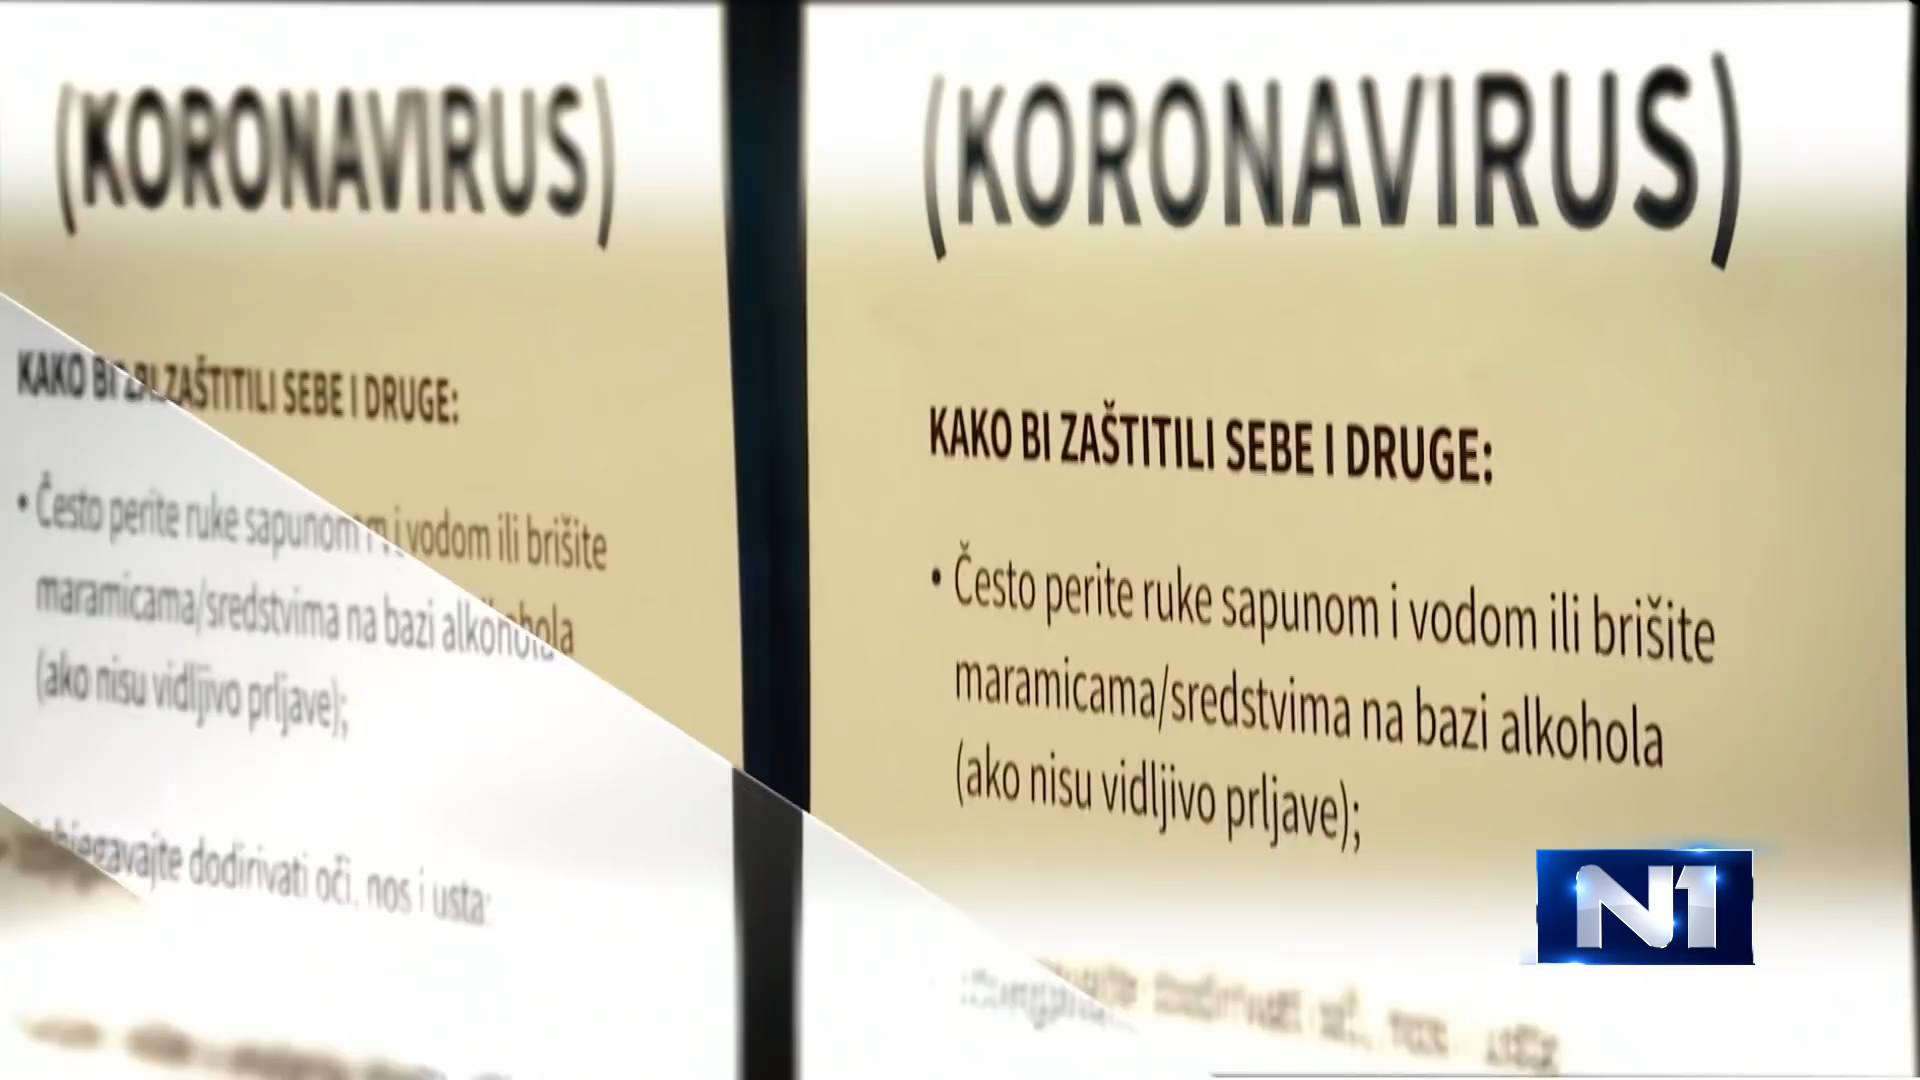 (KORONAVIRUS)
KAKO BI ZAŠTITILI SEBE I DRUGE:
• Često perite ruke sapunom i vodom ili brišite
maramicama/sredstvima na bazi alkohola
(ako nisu vidljivo prljave);
dodirivati oči, nos i usta;
(KORONAVIRUS)
KAKO BI ZAŠTITILI SEBE I DRUGE:
• Često perite ruke sapunom i vodom ili brišite
maramicama/sredstvima na bazi alkohola
(ako nisu vidljivo prljave);
dodirivati
N1